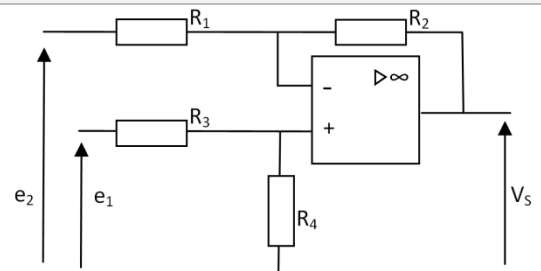 R₁ R₂
▷∞
-
R₃ +
e₂ e₁ R₄ Vₛ